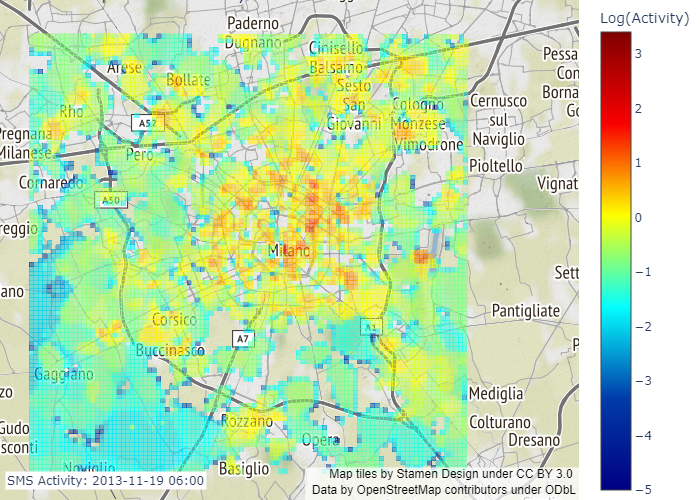 Paderno
Dugnano
Cinisello
Balsamo
Arese
Bollate
Sesto
San
Giovanni
Rho
A52
Cologno
Monzese
Vimodrone
Pero
Cernusco
sul
Naviglio
Pioltello
Pessa
Con
Borna
Go
Pregnana
Milanese
Cornaredo
Vignat
A50
reggio
Milano
Sett
ano
Pantigliate
Corsico
A7
A1
P
Buccinasco
Gaggiano
zo
Mediglia
Rozzano
Colturano
Gudo
Opera
Dresano
sconti
Noviglio
Basiglio
SMS Activity: 2013-11-19 06:00
Map tiles by Stamen Design under CC BY 3.0
Data by OpenStreetMap contributors under ODbL
Log(Activity)
3
2
1
0
−1
−2
−3
−4
−5